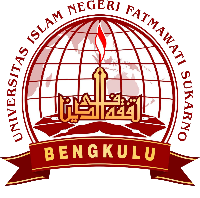 UNIVERSITAS ISLAM NEGERI FATMAWATI SUKARNO
BENGKULU